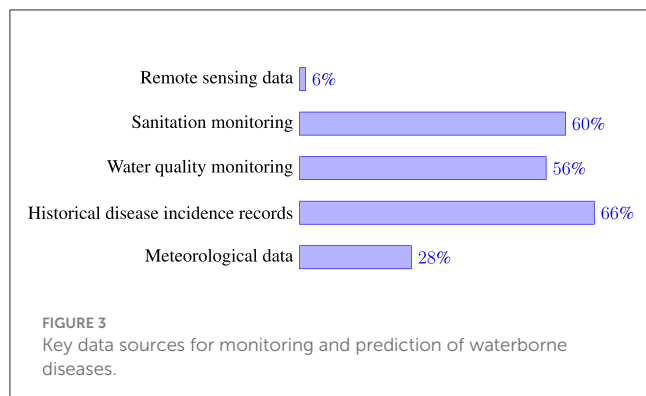 Remote sensing data 6%
Sanitation monitoring 60%
Water quality monitoring 56%
Historical disease incidence records 66%
Meteorological data 28%
FIGURE 3
Key data sources for monitoring and prediction of waterborne
diseases.